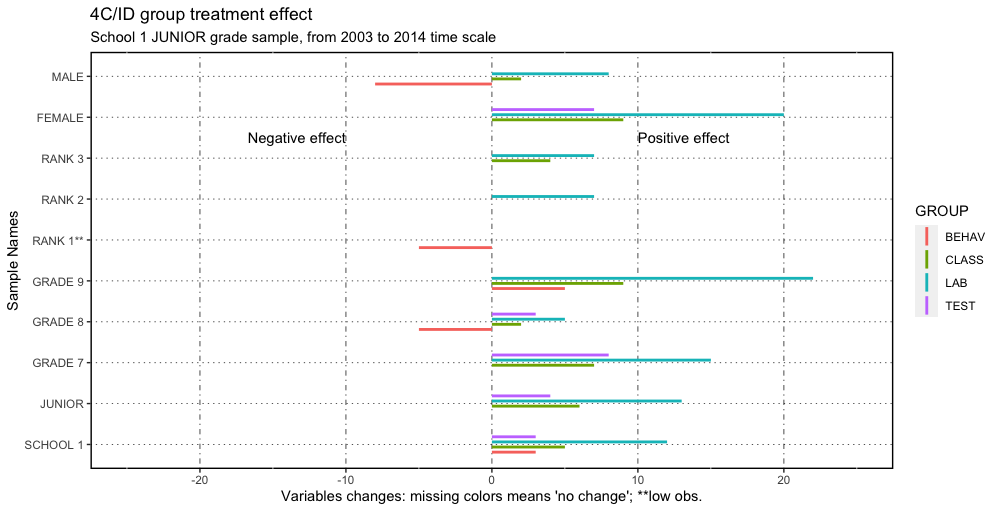 4C/ID group treatment effect
School 1 JUNIOR grade sample, from 2003 to 2014 time scale
Sample Names
MALE
FEMALE
Negative effect
Positive effect
RANK 3
RANK 2
RANK 1**
GRADE 9
GRADE 8
GRADE 7
JUNIOR
SCHOOL 1
-20
-10
0
10
20
Variables changes: missing colors means 'no change'; **low obs.
GROUP
BEHAV
CLASS
LAB
TEST